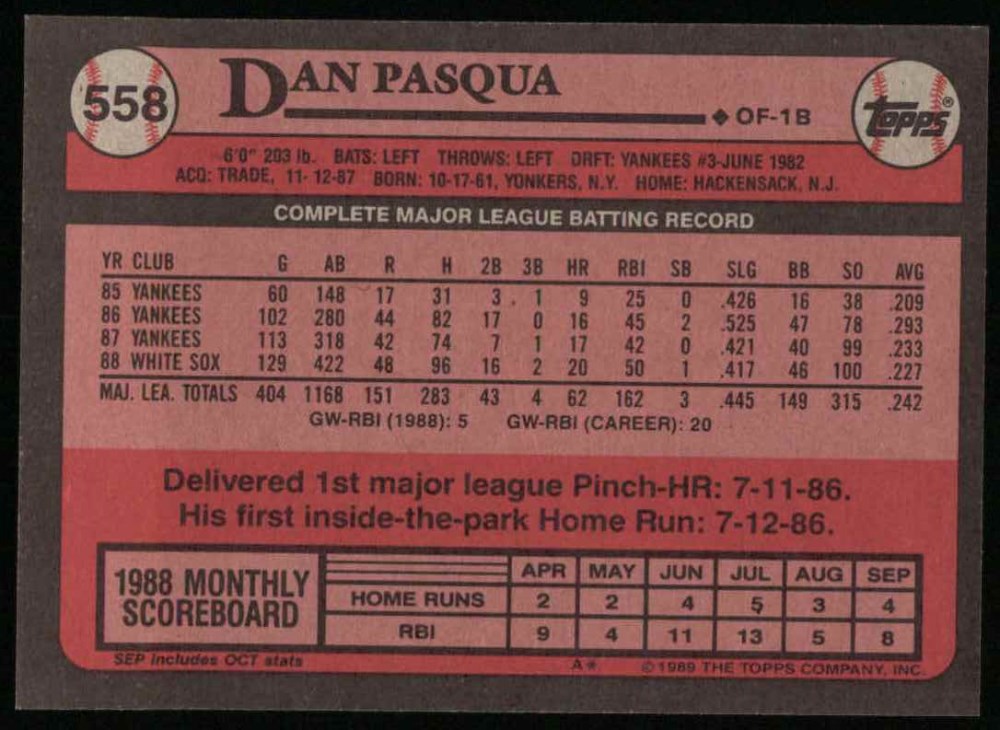 558
DAN PASQUA
◆ OF-1B
TOPPS®
6'0" 203 lb. BATS: LEFT THROWS: LEFT DRFT: YANKEES #3-JUNE 1982
ACQ: TRADE, 11-12-87 BORN: 10-17-61, YONKERS, N.Y. HOME: HACKENSACK, N.J.
COMPLETE MAJOR LEAGUE BATTING RECORD
YR CLUB G AB R H 2B 3B HR RBI SB SLG BB SO AVG
85 YANKEES 60 148 17 31 3 1 9 25 0 .426 16 38 .209
86 YANKEES 102 280 44 82 17 0 16 45 2 .525 47 78 .293
87 YANKEES 113 318 42 74 7 1 17 42 0 .421 40 99 .233
88 WHITE SOX 129 422 48 96 16 2 20 50 1 .417 46 100 .227
MAJ. LEA. TOTALS 404 1168 151 283 43 4 62 162 3 .445 149 315 .242
GW-RBI (1988): 5 GW-RBI (CAREER): 20
Delivered 1st major league Pinch-HR: 7-11-86.
His first inside-the-park Home Run: 7-12-86.
1988 MONTHLY
SCOREBOARD
APR MAY JUN JUL AUG SEP
HOME RUNS 2 2 4 5 3 4
RBI 9 4 11 13 5 8
SEP Includes OCT stats
A* © 1989 THE TOPPS COMPANY, INC.